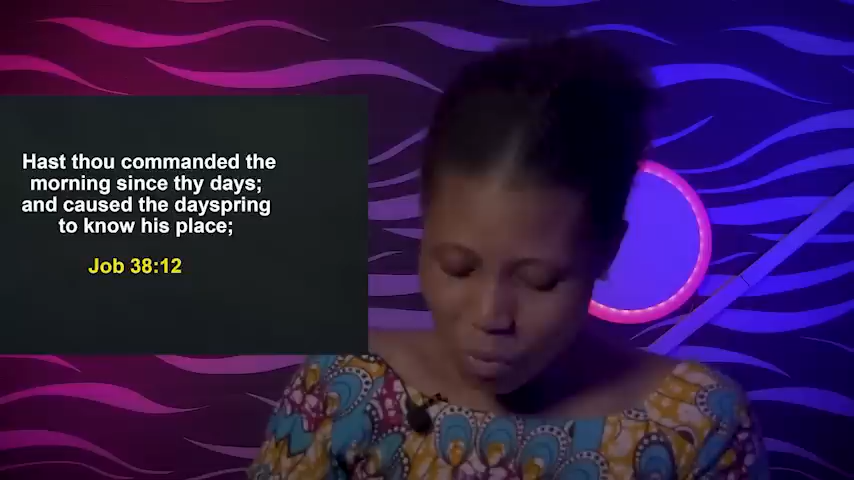 Hast thou commanded the
morning since thy days;
and caused the dayspring
to know his place;
Job 38:12